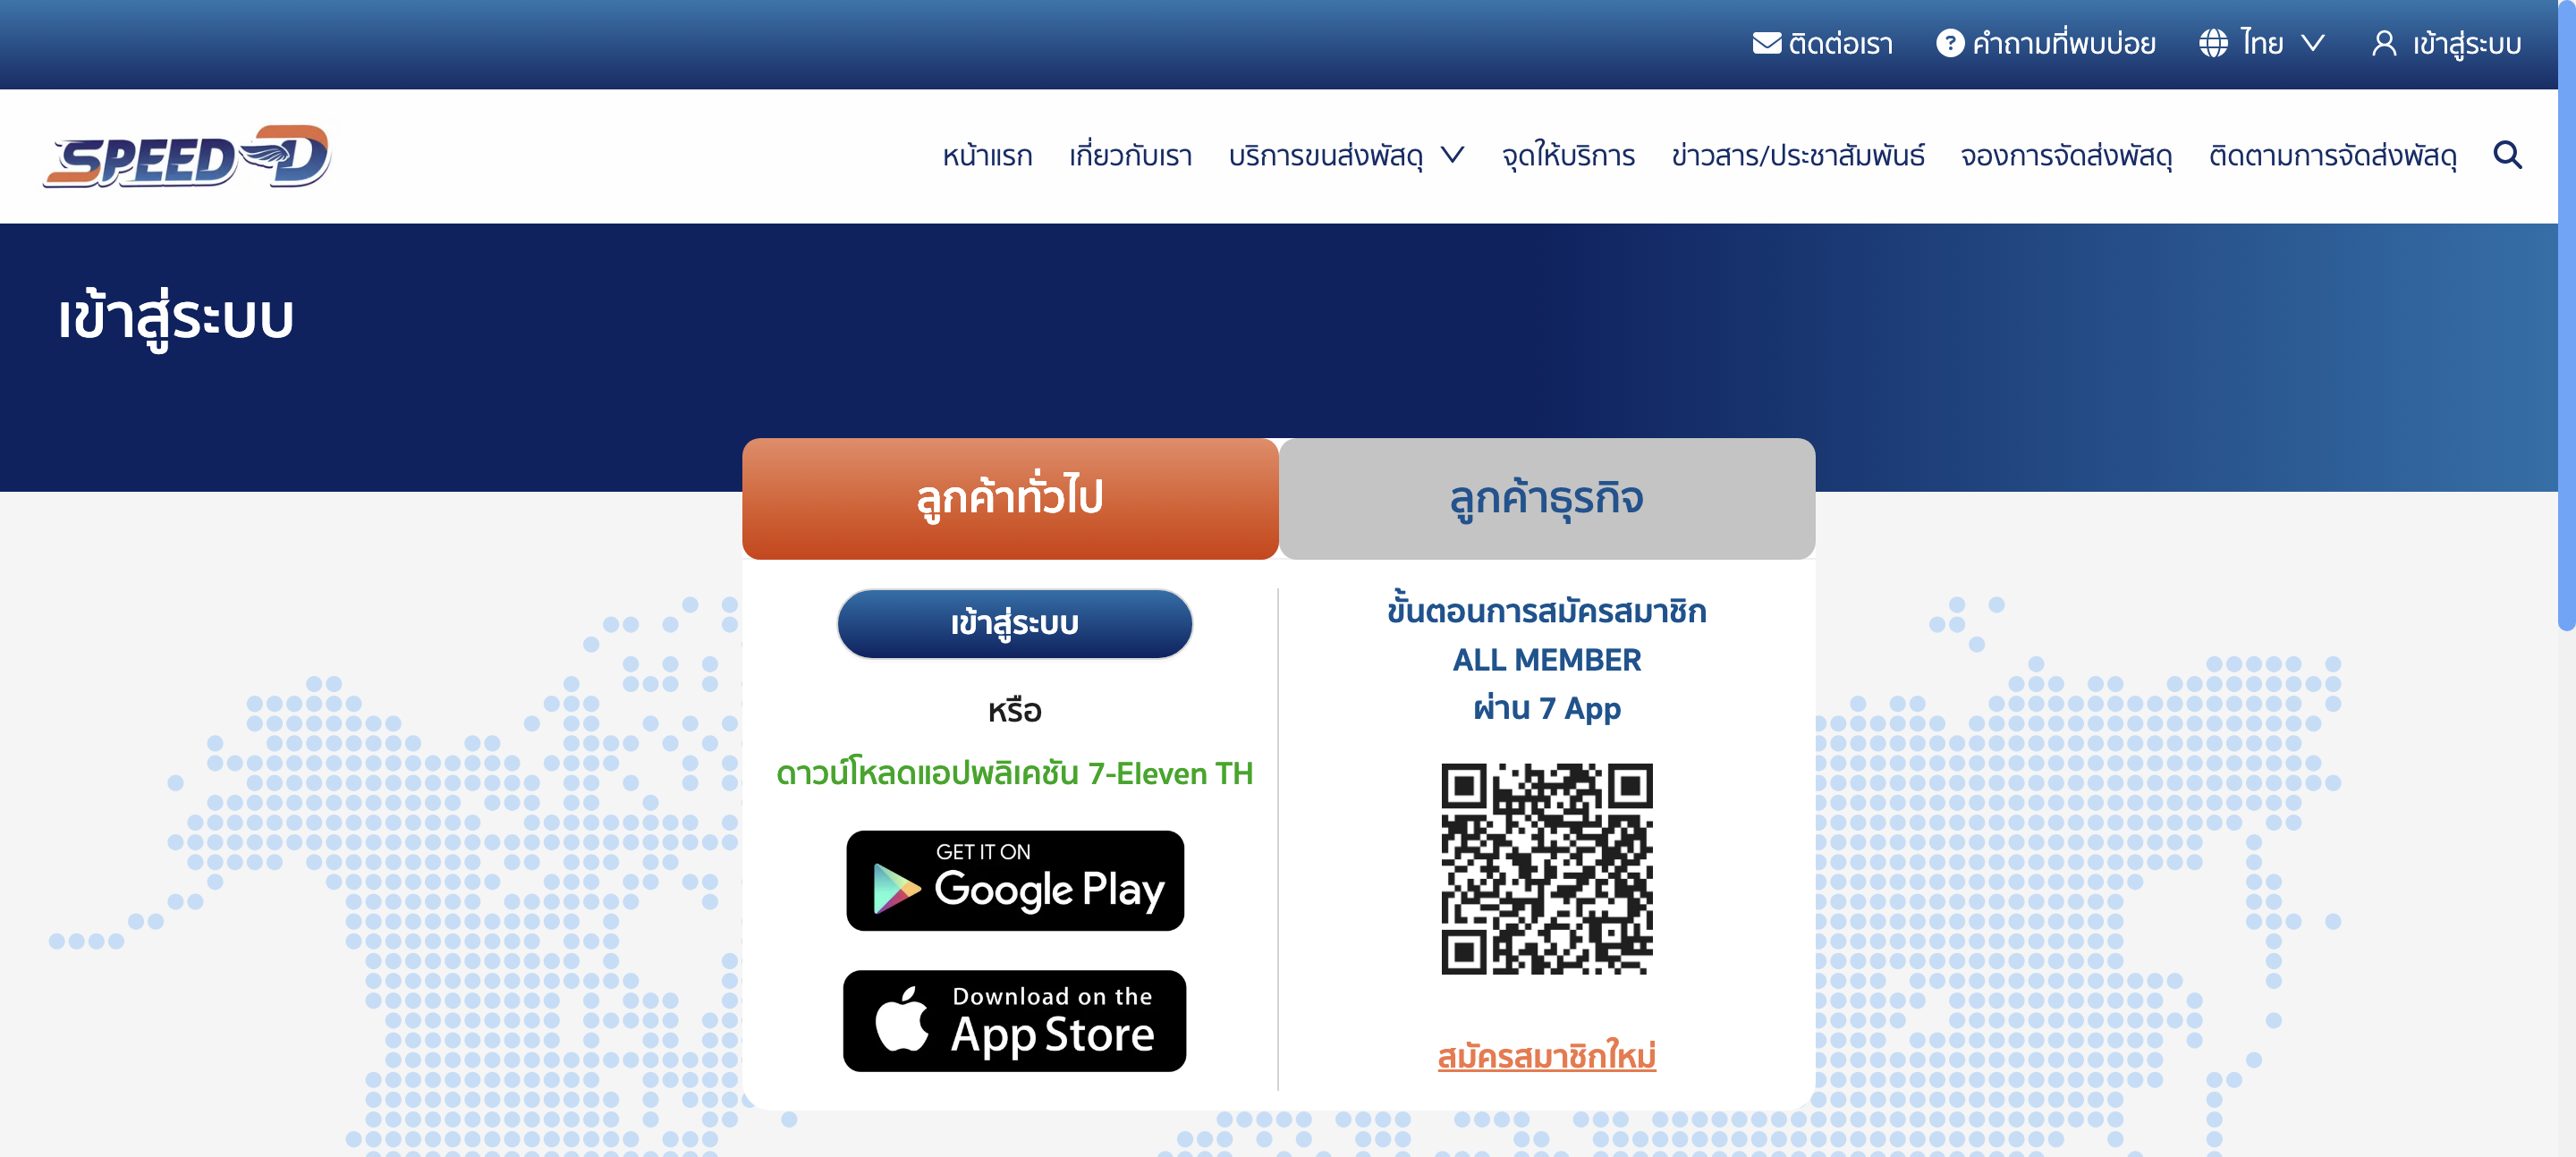 ติดต่อเรา
คำถามที่พบบ่อย
ไทย
เข้าสู่ระบบ
SPEED-D
หน้าแรก
เกี่ยวกับเรา
บริการขนส่งพัสดุ
จุดให้บริการ
ข่าวสาร/ประชาสัมพันธ์
จองการจัดส่งพัสดุ
ติดตามการจัดส่งพัสดุ
เข้าสู่ระบบ
ลูกค้าทั่วไป
ลูกค้าธุรกิจ
เข้าสู่ระบบ
หรือ
ดาวน์โหลดแอปพลิเคชัน 7-Eleven TH
GET IT ON
Google Play
Download on the
App Store
ขั้นตอนการสมัครสมาชิก
ALL MEMBER
ผ่าน 7 App
สมัครสมาชิกใหม่